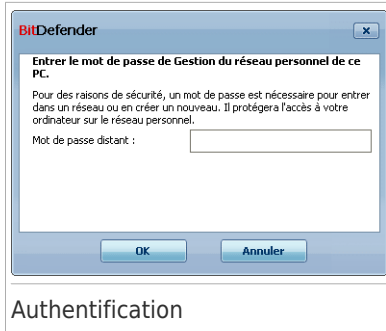 BitDefender
Entrer le mot de passe de Gestion du réseau personnel de ce
PC.
Pour des raisons de sécurité, un mot de passe est nécessaire pour entrer
dans un réseau ou en créer un nouveau. Il protégera l'accès à votre
ordinateur sur le réseau personnel.
Mot de passe distant :
OK Annuler
Authentification